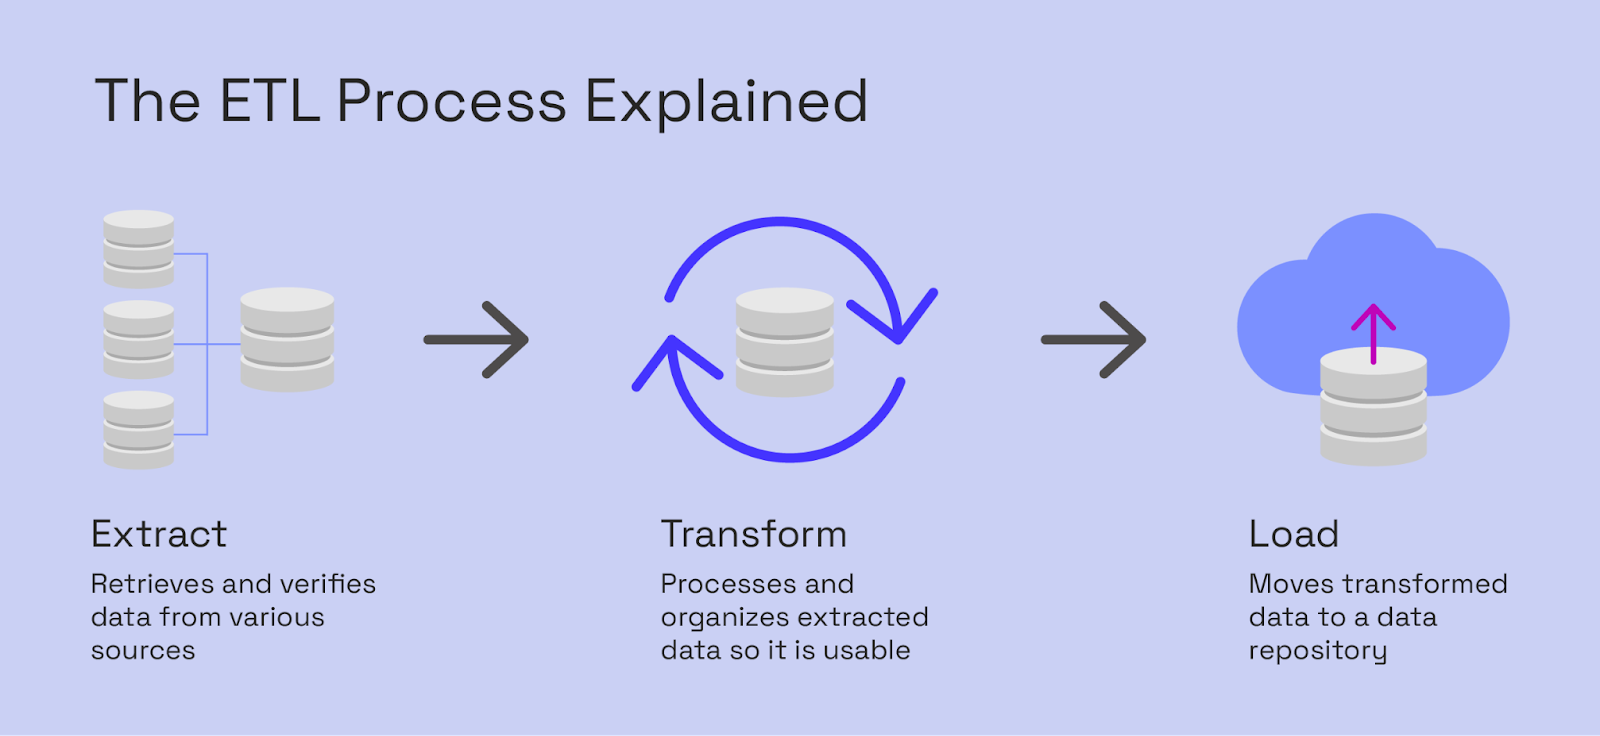 The ETL Process Explained
Extract
Retrieves and verifies
data from various
sources
Transform
Processes and
organizes extracted
data so it is usable
Load
Moves transformed
data to a data
repository